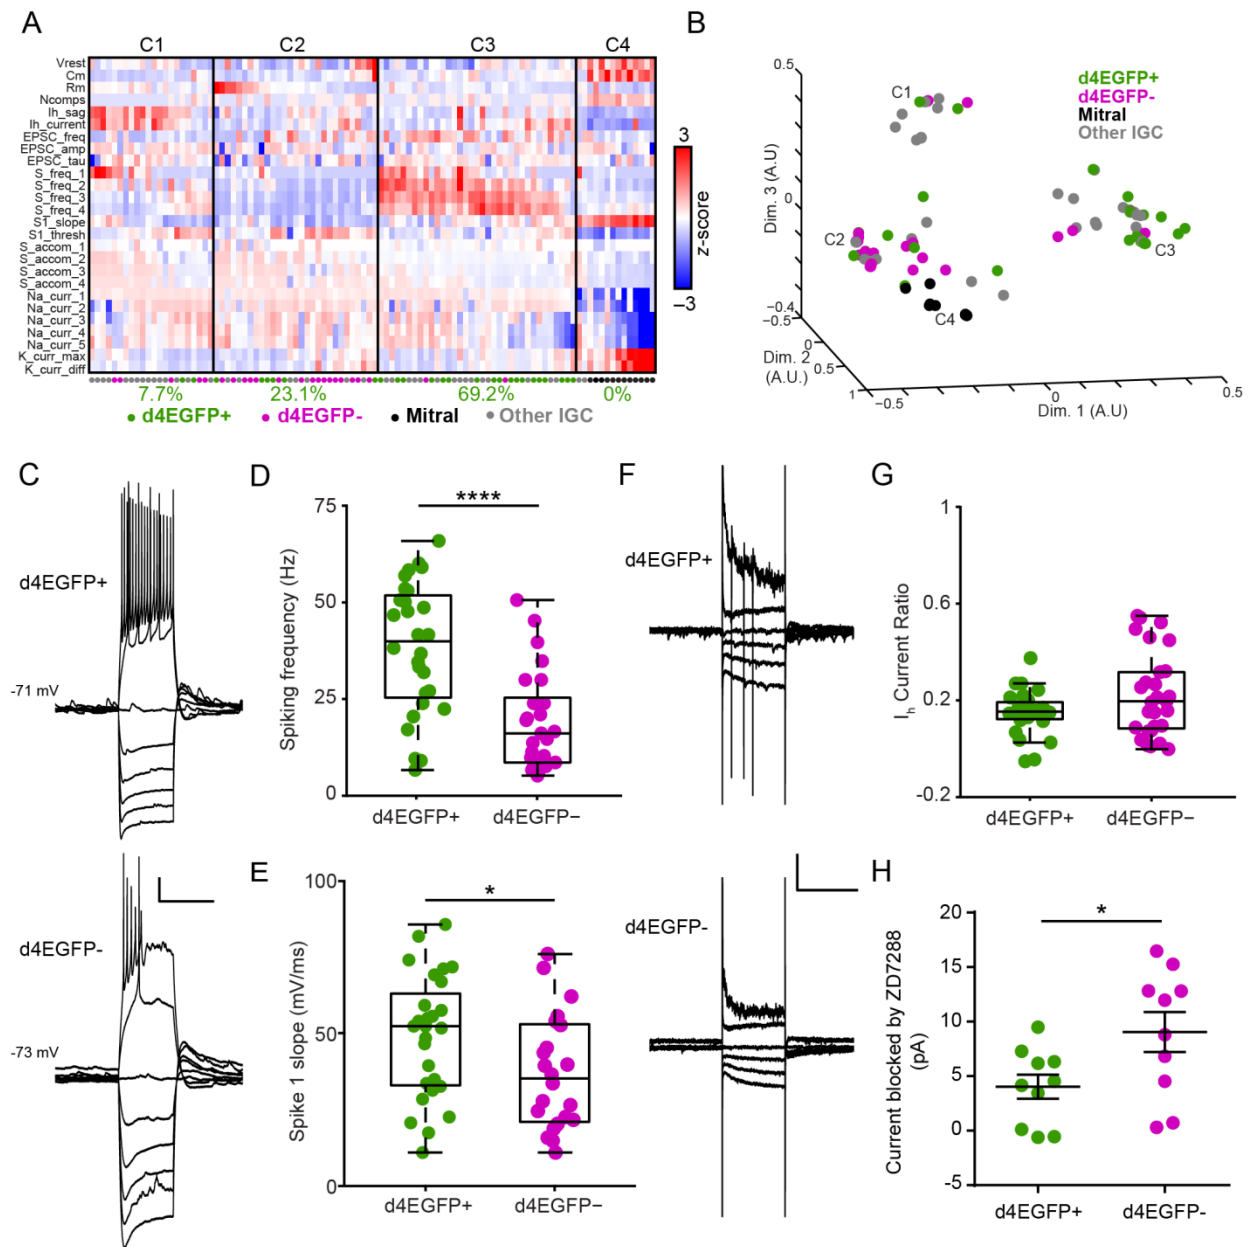 A
C1 C2 C3 C4
Vrest
Cm
Rm
Ncomps
Ih_sag
Ih_current
EPSC_freq
EPSC_amp
EPSC_tau
S_freq_1
S_freq_2
S_freq_3
S_freq_4
S1_slope
S1_thresh
S_accom_1
S_accom_2
S_accom_3
S_accom_4
Na_curr_1
Na_curr_2
Na_curr_3
Na_curr_4
Na_curr_5
K_curr_max
K_curr_diff
3
z-score
−3
7.7% 23.1% 69.2% 0%
d4EGFP+ d4EGFP- Mitral Other IGC
B
d4EGFP+
d4EGFP-
Mitral
Other IGC
C1
C2
C3
C4
0.5
0
−0.4
Dim. 3 (A.U)
−0.5
0
0.5
1
Dim. 2
(A.U.)
−0.5
0
0.5
Dim. 1 (A.U)
C
d4EGFP+
-71 mV
d4EGFP-
-73 mV
D
****
75
50
25
0
Spiking frequency (Hz)
d4EGFP+ d4EGFP−
E
*
100
50
0
Spike 1 slope (mV/ms)
d4EGFP+ d4EGFP−
F
d4EGFP+
d4EGFP-
G
1
0.6
0.2
-0.2
Ih Current Ratio
d4EGFP+ d4EGFP−
H
*
20
15
10
5
0
-5
Current blocked by ZD7288
(pA)
d4EGFP+ d4EGFP-